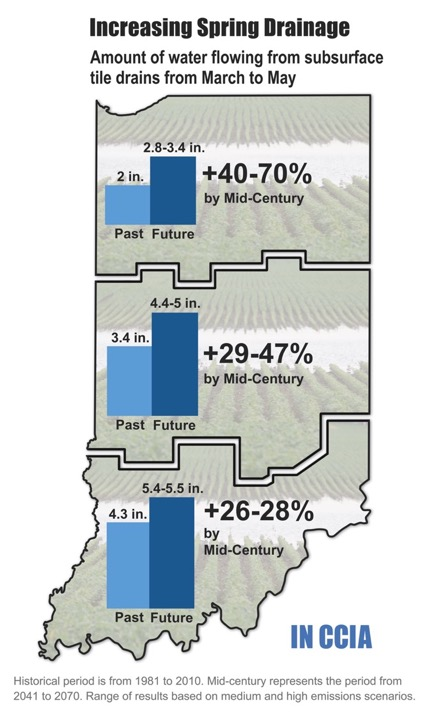 Increasing Spring Drainage
Amount of water flowing from subsurface
tile drains from March to May
2.8-3.4 in.
2 in.
+40-70%
by Mid-Century
Past Future
4.4-5 in.
3.4 in.
+29-47%
by Mid-Century
Past Future
5.4-5.5 in.
4.3 in.
+26-28%
by
Mid-Century
Past Future
IN CCIA
Historical period is from 1981 to 2010. Mid-century represents the period from
2041 to 2070. Range of results based on medium and high emissions scenarios.